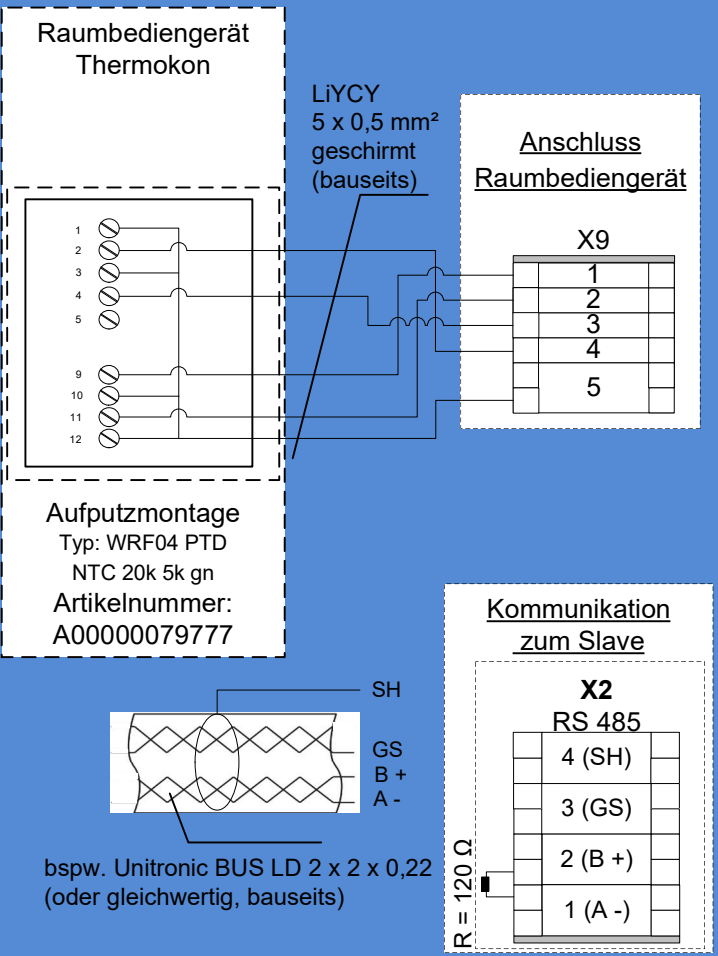 Raumbediengerät
Thermokon
LiYCY
5 x 0,5 mm²
geschirmt
(bauseits)
Anschluss
Raumbediengerät
X9
1
2
3
4
5
1
2
3
4
5
9
10
11
12
Aufputzmontage
Typ: WRF04 PTD
NTC 20k 5k gn
Artikelnummer:
A00000079777
SH
GS
B +
A -
bspw. Unitronic BUS LD 2 x 2 x 0,22
(oder gleichwertig, bauseits)
Kommunikation
zum Slave
X2
RS 485
4 (SH)
3 (GS)
2 (B +)
1 (A -)
R = 120 Ω